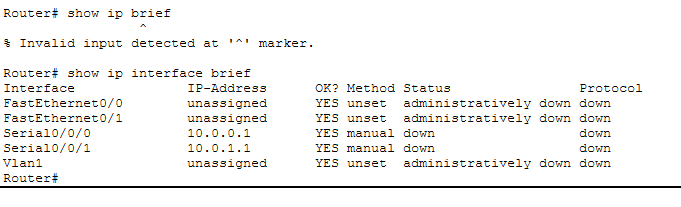 Router# show ip brief
                 ^
% Invalid input detected at '^' marker.

Router# show ip interface brief
Interface              IP-Address      OK? Method Status                Protocol
FastEthernet0/0        unassigned      YES unset  administratively down down
FastEthernet0/1        unassigned      YES unset  administratively down down
Serial0/0/0            10.0.0.1        YES manual down                  down
Serial0/0/1            10.0.1.1        YES manual down                  down
Vlan1                  unassigned      YES unset  administratively down down
Router#